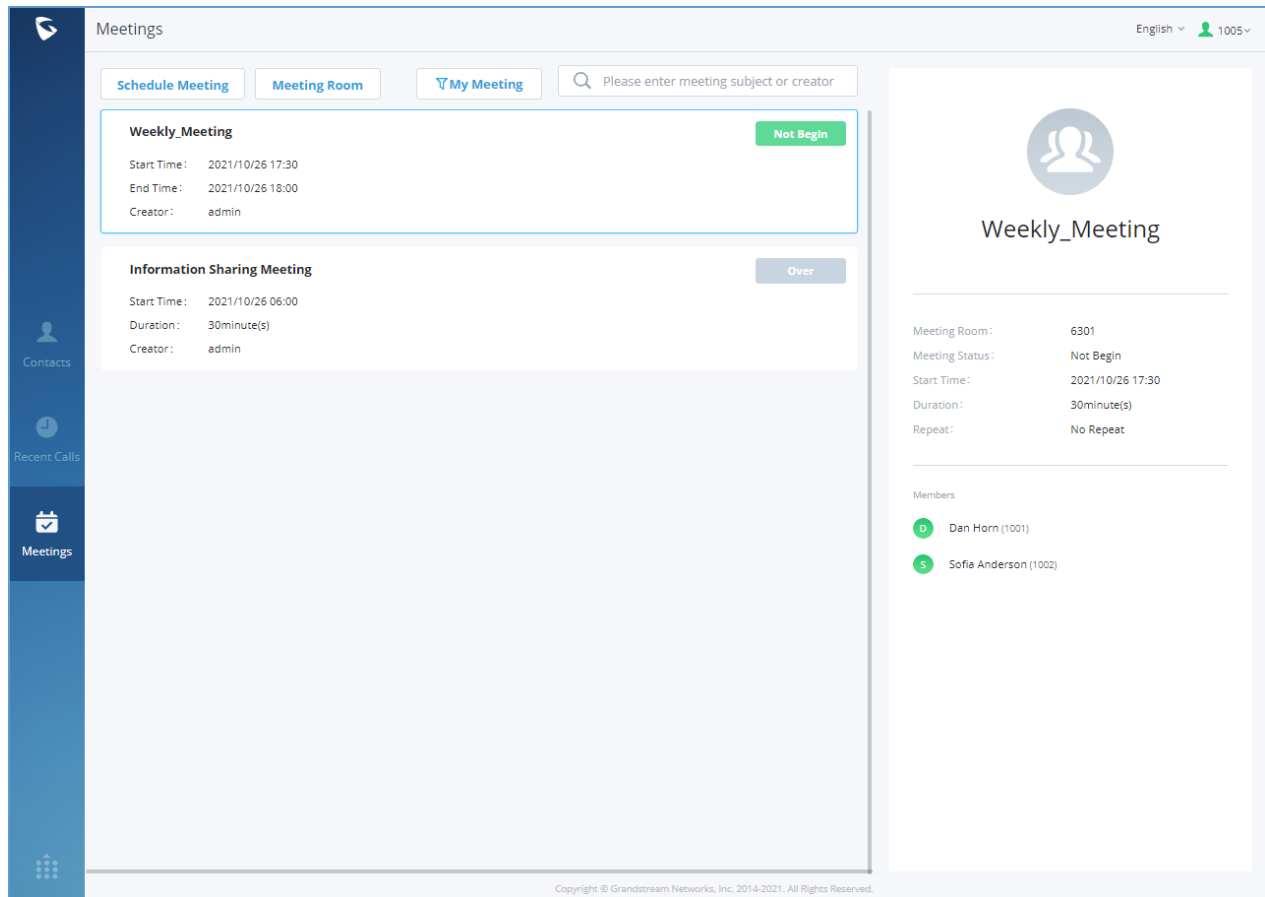 Meetings
English
1005
Schedule Meeting
Meeting Room
My Meeting
Please enter meeting subject or creator
Weekly_Meeting
Not Begin
Start Time: 2021/10/26 17:30
End Time: 2021/10/26 18:00
Creator: admin
Information Sharing Meeting
Over
Start Time: 2021/10/26 06:00
Duration: 30minute(s)
Creator: admin
Contacts
Recent Calls
Meetings
Weekly_Meeting
Meeting Room: 6301
Meeting Status: Not Begin
Start Time: 2021/10/26 17:30
Duration: 30minute(s)
Repeat: No Repeat
Members
D Dan Horn (1001)
S Sofia Anderson (1002)
Copyright © Grandstream Networks, Inc. 2014-2021. All Rights Reserved.